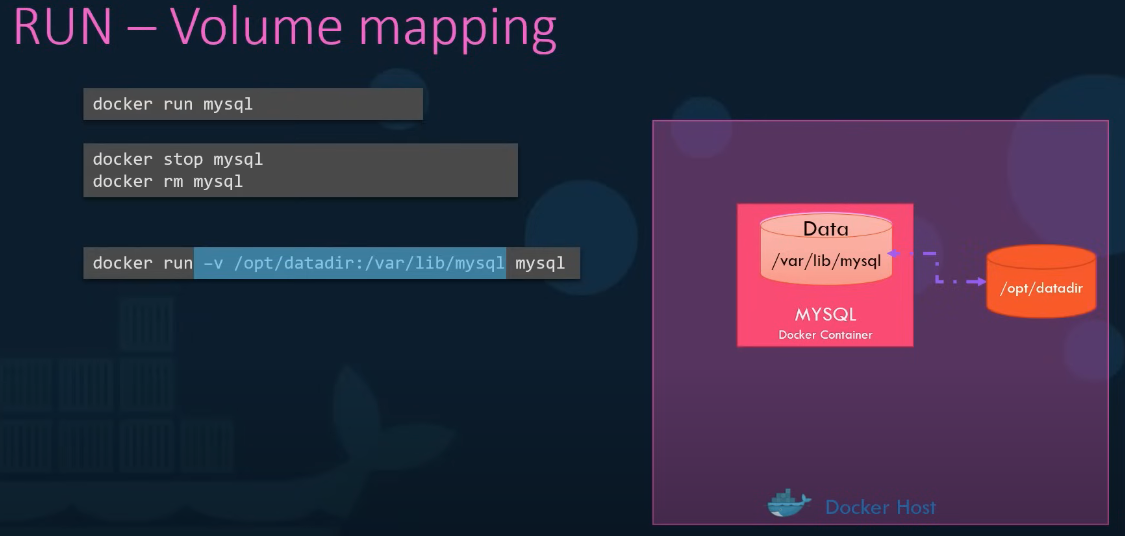 RUN – Volume mapping
docker run mysql
docker stop mysql
docker rm mysql
docker run –v /opt/datadir:/var/lib/mysql mysql
Data
/var/lib/mysql
MYSQL
Docker Container
/opt/datadir
Docker Host